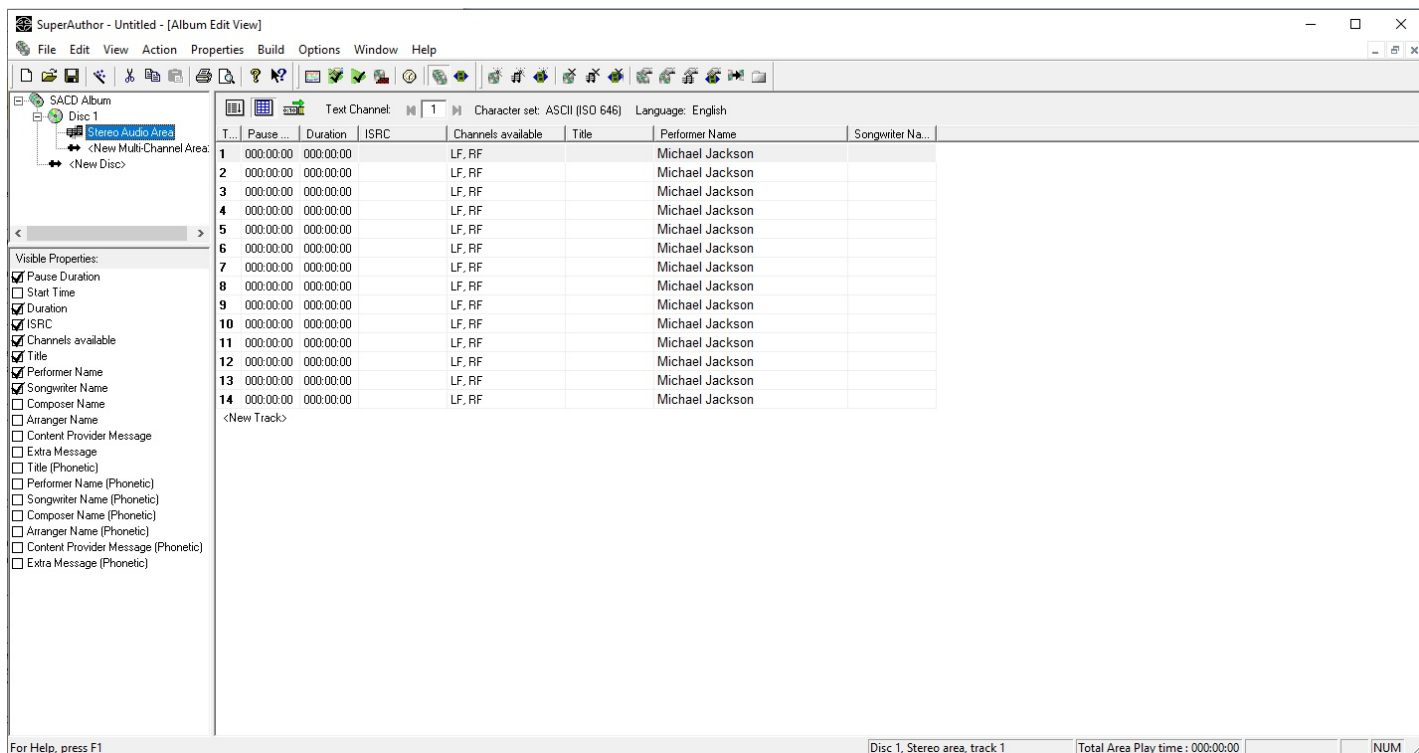 SuperAuthor - Untitled - [Album Edit View]
File Edit View Action Properties Build Options Window Help
SACD Album
Disc 1
Stereo Audio Area
<New Multi-Channel Area:
<New Disc>
Visible Properties:
Pause Duration
Start Time
Duration
ISRC
Channels available
Title
Performer Name
Songwriter Name
Composer Name
Arranger Name
Content Provider Message
Extra Message
Title (Phonetic)
Performer Name (Phonetic)
Songwriter Name (Phonetic)
Composer Name (Phonetic)
Arranger Name (Phonetic)
Content Provider Message (Phonetic)
Extra Message (Phonetic)
Text Channel: 1 Character set: ASCII (ISO 646) Language: English
T... Pause ... Duration ISRC Channels available Title Performer Name Songwriter Na...
1 000:00:00 000:00:00 LF, RF Michael Jackson
2 000:00:00 000:00:00 LF, RF Michael Jackson
3 000:00:00 000:00:00 LF, RF Michael Jackson
4 000:00:00 000:00:00 LF, RF Michael Jackson
5 000:00:00 000:00:00 LF, RF Michael Jackson
6 000:00:00 000:00:00 LF, RF Michael Jackson
7 000:00:00 000:00:00 LF, RF Michael Jackson
8 000:00:00 000:00:00 LF, RF Michael Jackson
9 000:00:00 000:00:00 LF, RF Michael Jackson
10 000:00:00 000:00:00 LF, RF Michael Jackson
11 000:00:00 000:00:00 LF, RF Michael Jackson
12 000:00:00 000:00:00 LF, RF Michael Jackson
13 000:00:00 000:00:00 LF, RF Michael Jackson
14 000:00:00 000:00:00 LF, RF Michael Jackson
<New Track>
For Help, press F1 Disc 1, Stereo area, track 1 Total Area Play time : 000:00:00 NUM